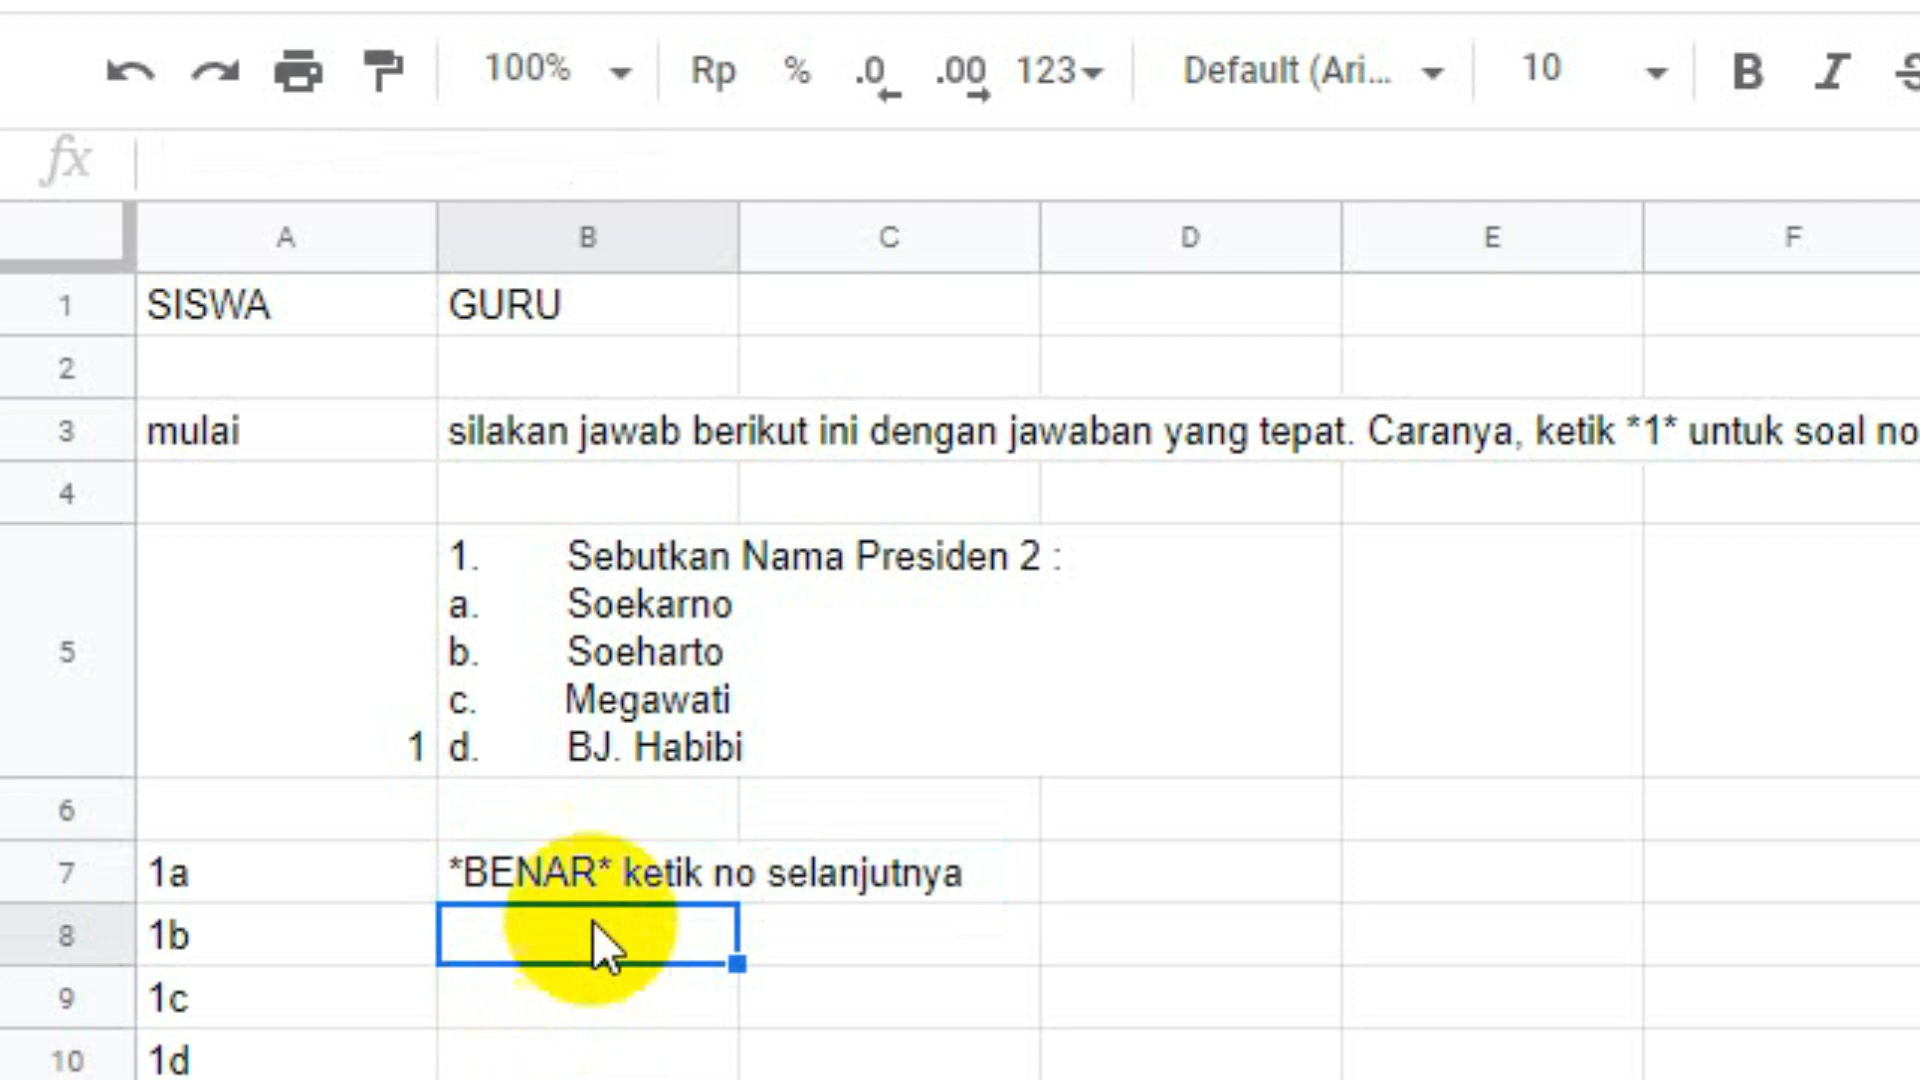 100% Rp % .0 .00 123 Default (Ari... 10 B I S
fx
A B C D E F
1 SISWA GURU
2
3 mulai silakan jawab berikut ini dengan jawaban yang tepat. Caranya, ketik *1* untuk soal no
4
1. Sebutkan Nama Presiden 2 :
a. Soekarno
5 b. Soeharto
c. Megawati
1 d. BJ. Habibi
6
7 1a *BENAR* ketik no selanjutnya
8 1b
9 1c
10 1d